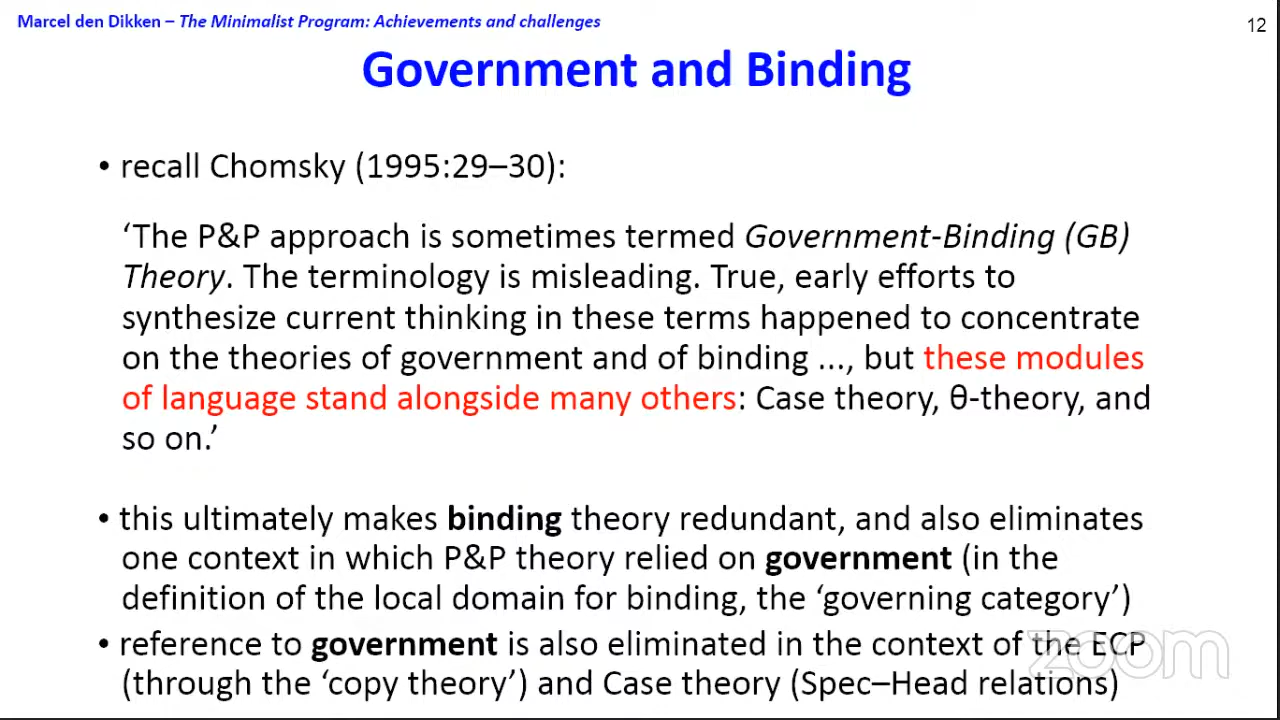 Marcel den Dikken – The Minimalist Program: Achievements and challenges
12
Government and Binding
• recall Chomsky (1995:29–30):
‘The P&P approach is sometimes termed Government-Binding (GB)
Theory. The terminology is misleading. True, early efforts to
synthesize current thinking in these terms happened to concentrate
on the theories of government and of binding ..., but these modules
of language stand alongside many others: Case theory, θ-theory, and
so on.’
• this ultimately makes binding theory redundant, and also eliminates
one context in which P&P theory relied on government (in the
definition of the local domain for binding, the ‘governing category’)
• reference to government is also eliminated in the context of the ECP
(through the ‘copy theory’) and Case theory (Spec–Head relations)
zoom